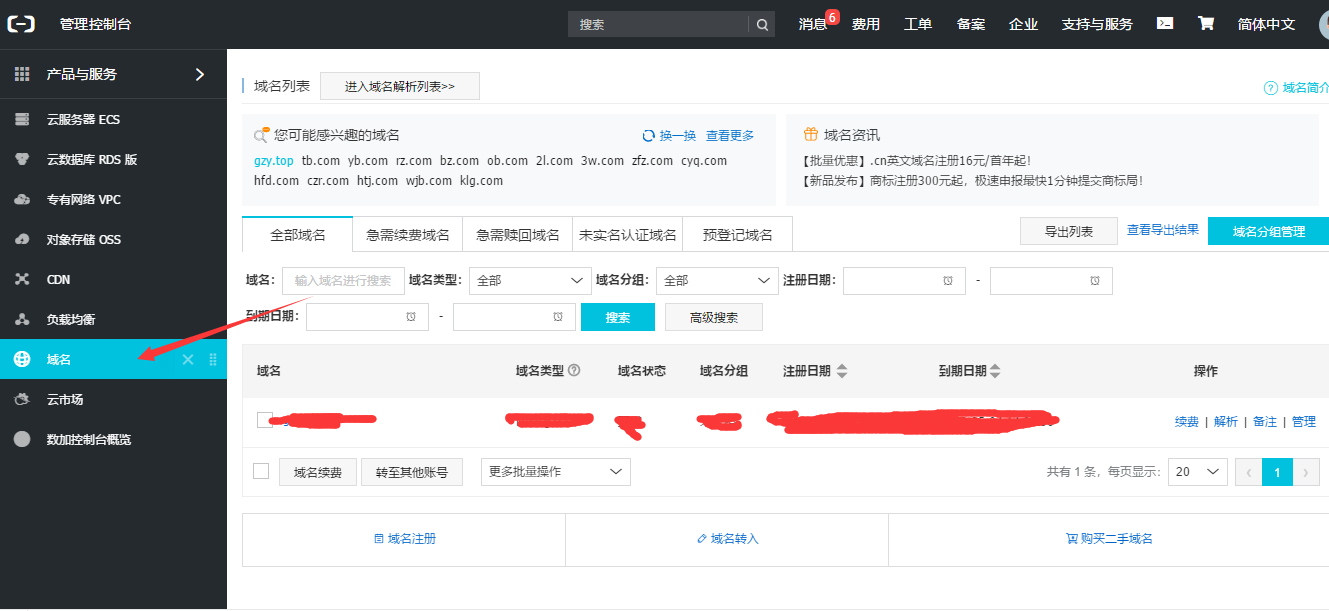 管理控制台
搜索
消息 6 费用 工单 备案 企业 支持与服务 简体中文
产品与服务
云服务器 ECS
云数据库 RDS 版
专有网络 VPC
对象存储 OSS
CDN
负载均衡
域名
云市场
数加控制台概览
域名列表 进入域名解析列表>>
域名简介
您可能感兴趣的域名 换一换 查看更多
gzy.top tb.com yb.com rz.com bz.com ob.com 2l.com 3w.com zfz.com cyq.com
hfd.com czr.com htj.com wjb.com klg.com
域名资讯
【批量优惠】.cn英文域名注册16元/首年起！
【新品发布】商标注册300元起，极速申报最快1分钟提交商标局！
全部域名 急需续费域名 急需赎回域名 未实名认证域名 预登记域名
导出列表 查看导出结果 域名分组管理
域名： 输入域名进行搜索 域名类型： 全部 域名分组： 全部 注册日期： -
到期日期： - 搜索 高级搜索
域名 域名类型 域名状态 域名分组 注册日期 到期日期 操作
续费 | 解析 | 备注 | 管理
域名续费 转至其他账号 更多批量操作 共有 1 条，每页显示: 20 ‹ 1 ›
域名注册 域名转入 购买二手域名